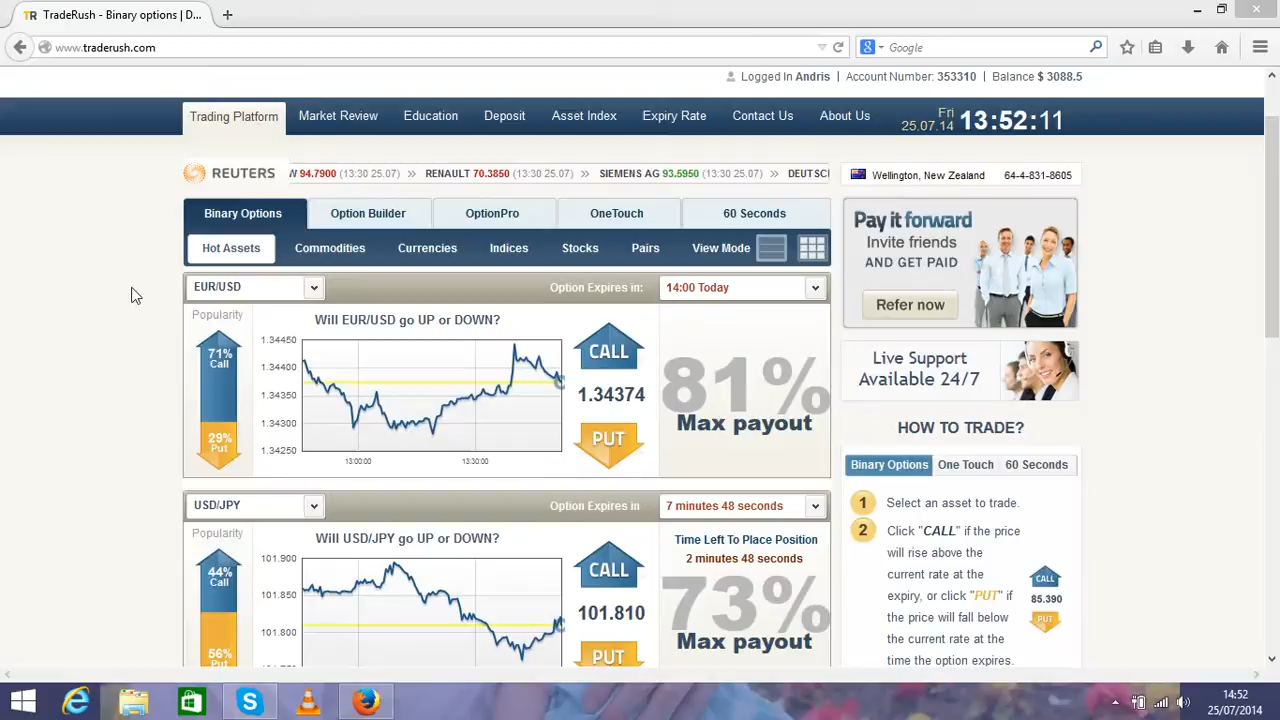 TR TradeRush - Binary options | D...
www.traderush.com
Google
Logged In Andris | Account Number: 353310 | Balance $ 3088.5
Trading Platform Market Review Education Deposit Asset Index Expiry Rate Contact Us About Us
Fri
25.07.14 13:52:11
REUTERS W 94.7900 (13:30 25.07) >> RENAULT 70.3850 (13:30 25.07) >> SIEMENS AG 93.5950 (13:30 25.07) >> DEUTSC
Wellington, New Zealand 64-4-831-8605
Binary Options Option Builder OptionPro OneTouch 60 Seconds
Hot Assets Commodities Currencies Indices Stocks Pairs View Mode
Pay it forward
Invite friends
AND GET PAID
Refer now
EUR/USD Option Expires in: 14:00 Today
Popularity
Will EUR/USD go UP or DOWN?
71%
Call
29%
Put
1.34450
1.34400
1.34350
1.34300
1.34250
13:00:00 13:30:00
CALL
1.34374
PUT
81%
Max payout
Live Support
Available 24/7
HOW TO TRADE?
Binary Options One Touch 60 Seconds
1 Select an asset to trade.
2 Click "CALL" if the price
will rise above the
current rate at the
expiry, or click "PUT" if
the price will fall below
the current rate at the
time the option expires.
CALL
85.390
PUT
USD/JPY Option Expires in 7 minutes 48 seconds
Popularity
Will USD/JPY go UP or DOWN?
44%
Call
56%
Put
101.900
101.850
101.800
CALL
101.810
PUT
Time Left To Place Position
2 minutes 48 seconds
73%
Max payout
14:52
25/07/2014